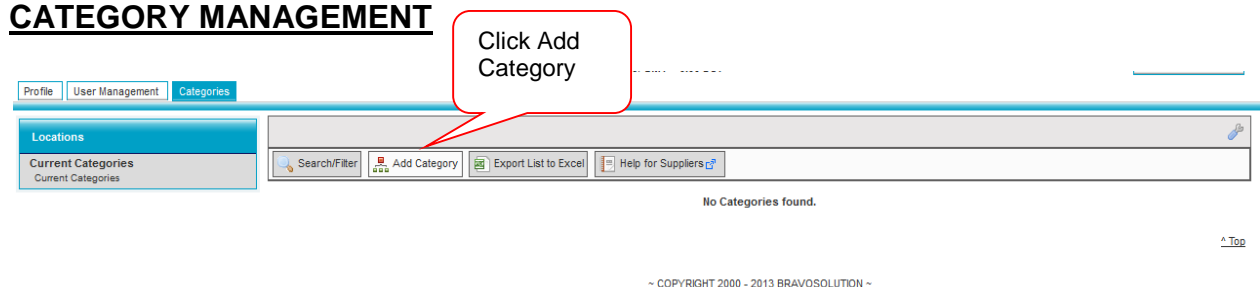 CATEGORY MANAGEMENT
Click Add
Category
Profile User Management Categories
Locations
Current Categories
Current Categories
Search/Filter Add Category Export List to Excel Help for Suppliers
No Categories found.
^ Top
~ COPYRIGHT 2000 - 2013 BRAVOSOLUTION ~